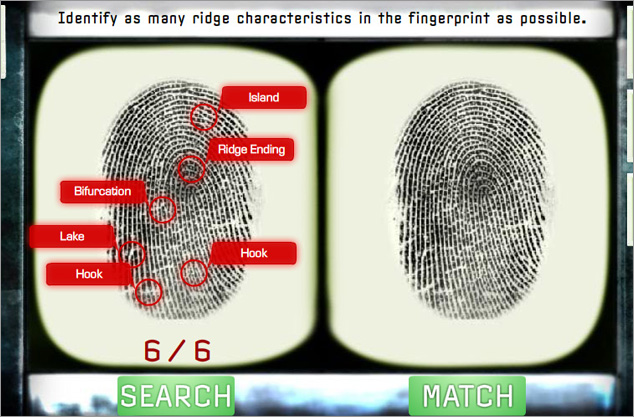 Identify as many ridge characteristics in the fingerprint as possible.
Island
Ridge Ending
Bifurcation
Lake
Hook
Hook
6/6
SEARCH
MATCH